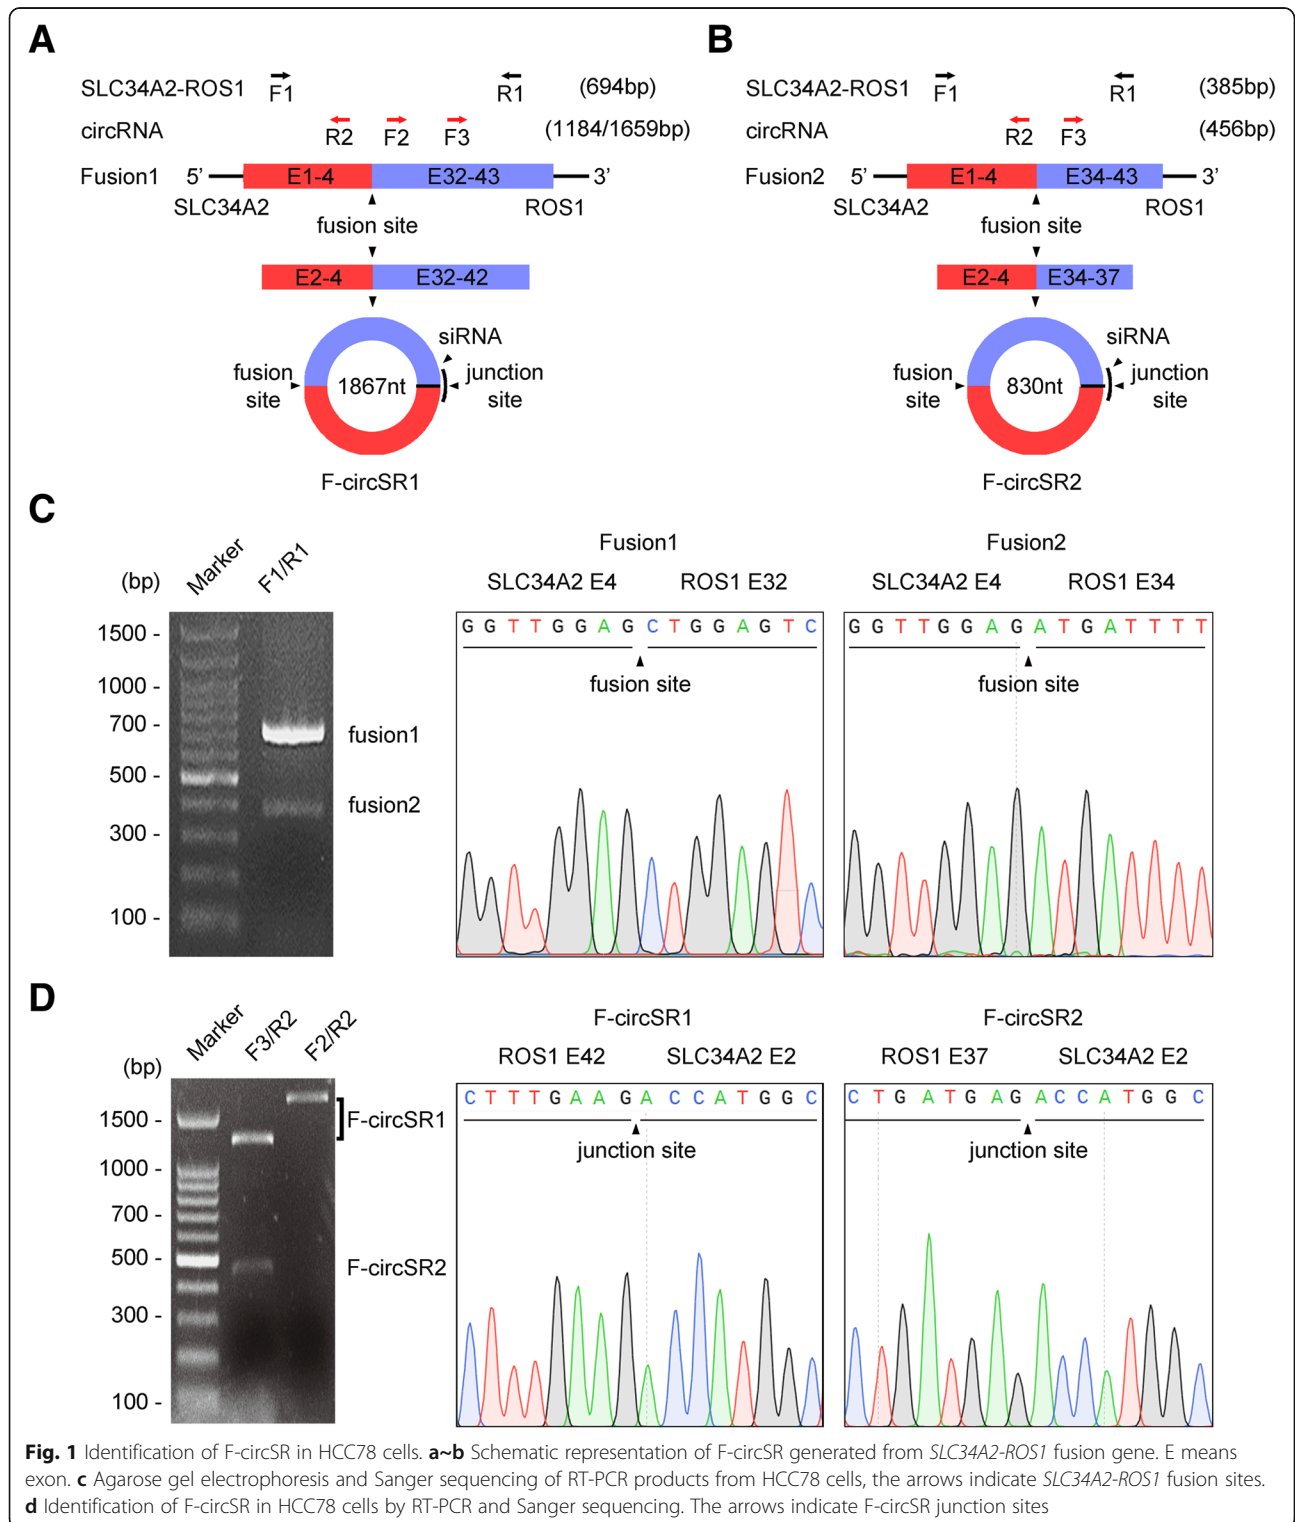 A
SLC34A2-ROS1 F1 R1 (694bp)
circRNA R2 F2 F3 (1184/1659bp)
Fusion1 5’ E1-4 E32-43 3’
SLC34A2 ROS1
fusion site
E2-4 E32-42
siRNA
fusion site
1867nt
junction site
F-circSR1
B
SLC34A2-ROS1 F1 R1 (385bp)
circRNA R2 F3 (456bp)
Fusion2 5’ E1-4 E34-43 3’
SLC34A2 ROS1
fusion site
E2-4 E34-37
siRNA
fusion site
830nt
junction site
F-circSR2
C
(bp) Marker F1/R1
1500 -
1000 -
700 -
500 -
300 -
100 -
fusion1
fusion2
Fusion1
SLC34A2 E4 ROS1 E32
G G T T G G A G C T G G A G T C
fusion site
Fusion2
SLC34A2 E4 ROS1 E34
G G T T G G A G A T G A T T T T
fusion site
D
(bp) Marker F3/R2 F2/R2
1500 -
1000 -
700 -
500 -
300 -
100 -
F-circSR1
F-circSR2
F-circSR1
ROS1 E42 SLC34A2 E2
C T T T G A A G A C C A T G G C
junction site
F-circSR2
ROS1 E37 SLC34A2 E2
C T G A T G A G A C C A T G G C
junction site
Fig. 1 Identification of F-circSR in HCC78 cells. a~b Schematic representation of F-circSR generated from SLC34A2-ROS1 fusion gene. E means
exon. c Agarose gel electrophoresis and Sanger sequencing of RT-PCR products from HCC78 cells, the arrows indicate SLC34A2-ROS1 fusion sites.
d Identification of F-circSR in HCC78 cells by RT-PCR and Sanger sequencing. The arrows indicate F-circSR junction sites